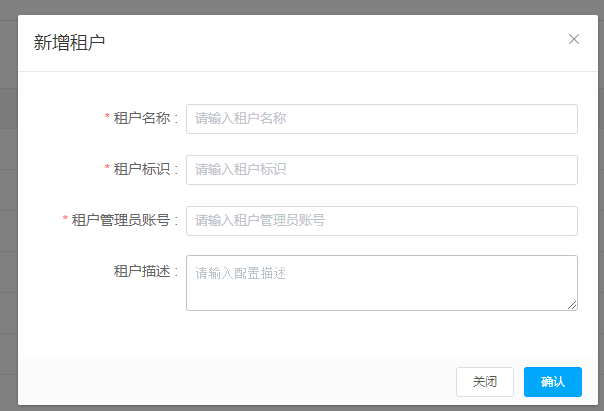 新增租户
* 租户名称 : 请输入租户名称
* 租户标识 : 请输入租户标识
* 租户管理员账号 : 请输入租户管理员账号
租户描述 : 请输入配置描述
关闭 确认